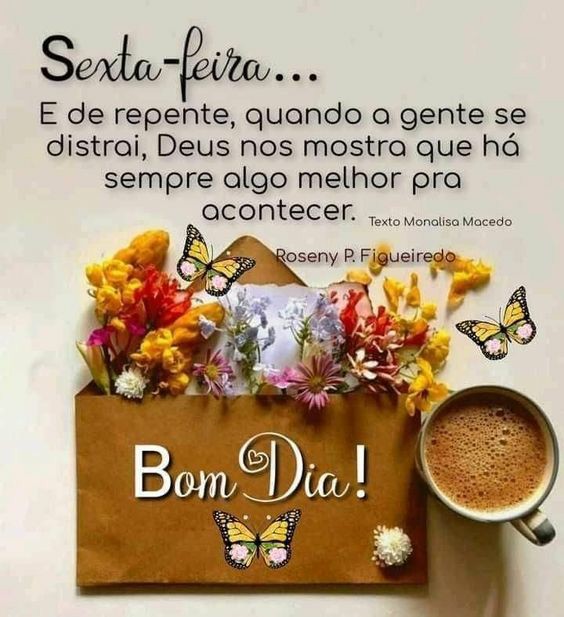 Sexta-feira...
E de repente, quando a gente se
distrai, Deus nos mostra que há
sempre algo melhor pra
acontecer.
Texto Monalisa Macedo
Roseny P. Figueiredo
Bom Dia!